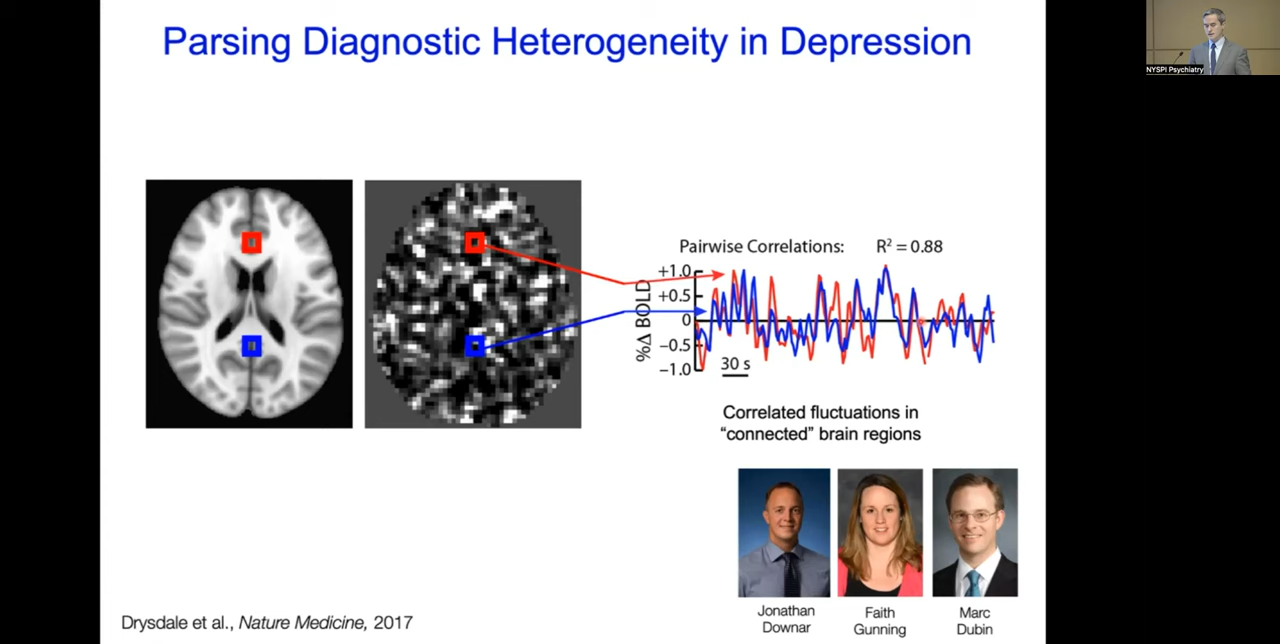 Parsing Diagnostic Heterogeneity in Depression
NYSPI Psychiatry
Pairwise Correlations: R² = 0.88
%Δ BOLD
+1.0
+0.5
0
−0.5
−1.0
30 s
Correlated fluctuations in
“connected” brain regions
Jonathan
Downar
Faith
Gunning
Marc
Dubin
Drysdale et al., Nature Medicine, 2017